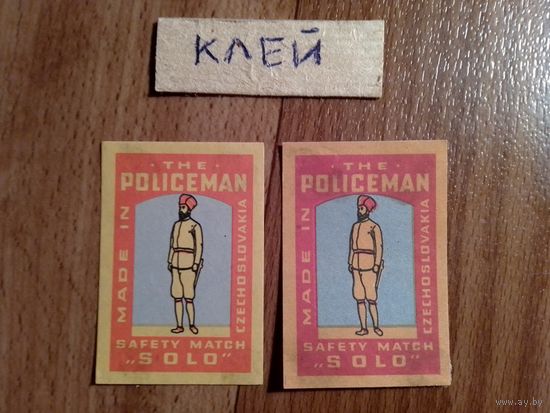 КЛЕЙ
· THE ·
POLICEMAN
MADE IN
CZECHOSLOVAKIA
SAFETY MATCH
„SOLO"
· THE ·
POLICEMAN
MADE IN
CZECHOSLOVAKIA
SAFETY MATCH
„SOLO"
www.ay.by